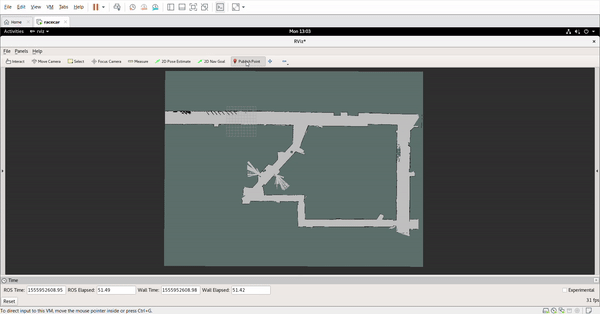 File Edit View VM Tabs Help
Home racecar
Activities rviz Mon 13:03
RViz*
File Panels Help
Interact Move Camera Select Focus Camera Measure 2D Pose Estimate 2D Nav Goal Publish Point
Time
ROS Time: 1555952608.95 ROS Elapsed: 51.49 Wall Time: 1555952608.98 Wall Elapsed: 51.42 Experimental
Reset 31 fps
To direct input to this VM, move the mouse pointer inside or press Ctrl+G.